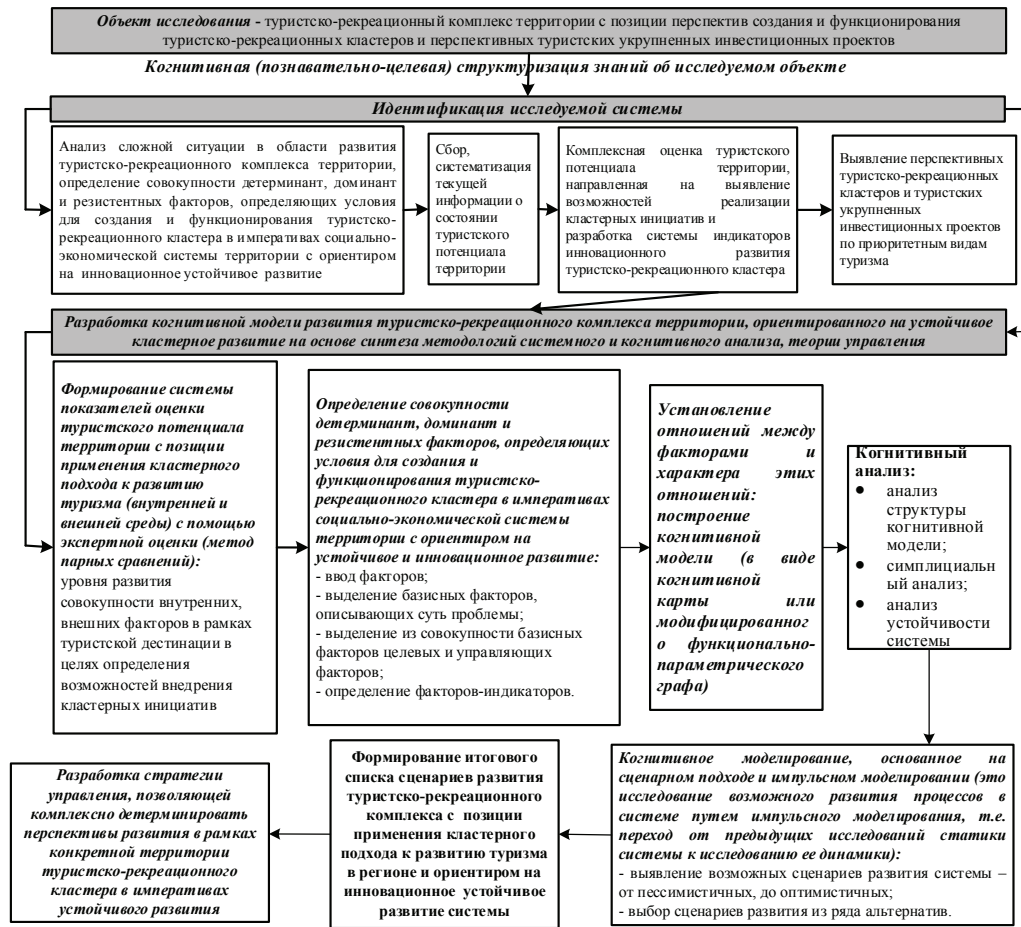 Объект исследования - туристско-рекреационный комплекс территории с позиции перспектив создания и функционирования
туристско-рекреационных кластеров и перспективных туристских укрупненных инвестиционных проектов
Когнитивная (познавательно-целевая) структуризация знаний об исследуемом объекте
Идентификация исследуемой системы
Анализ сложной ситуации в области развития
туристско-рекреационного комплекса территории,
определение совокупности детерминант, доминант
и резистентных факторов, определяющих условия
для создания и функционирования туристско-
рекреационного кластера в императивах социально-
экономической системы территории с ориентиром
на инновационное устойчивое развитие
Сбор,
систематизация
текущей
информации о
состоянии
туристского
потенциала
территории
Комплексная оценка туристского
потенциала территории,
направленная на выявление
возможностей реализации
кластерных инициатив и
разработка системы индикаторов
инновационного развития
туристско-рекреационного кластера
Выявление перспективных
туристско-рекреационных
кластеров и туристских
укрупненных
инвестиционных проектов
по приоритетным видам
туризма
Разработка когнитивной модели развития туристско-рекреационного комплекса территории, ориентированного на устойчивое
кластерное развитие на основе синтеза методологий системного и когнитивного анализа, теории управления
Формирование системы
показателей оценки
туристского потенциала
территории с позиции
применения кластерного
подхода к развитию
туризма (внутренней и
внешней среды) с помощью
экспертной оценки (метод
парных сравнений):
уровня развития
совокупности внутренних,
внешних факторов в рамках
туристской дестинации в
целях определения
возможностей внедрения
кластерных инициатив
Определение совокупности
детерминант, доминант и
резистентных факторов, определяющих
условия для создания и
функционирования туристско-
рекреационного кластера в императивах
социально-экономической системы
территории с ориентиром на
устойчивое и инновационное развитие:
- ввод факторов;
- выделение базисных факторов,
описывающих суть проблемы;
- выделение из совокупности базисных
факторов целевых и управляющих
факторов;
- определение факторов-индикаторов.
Установление
отношений между
факторами и
характера этих
отношений:
построение
когнитивной
модели (в виде
когнитивной
карты или
модифицированног
о функционально-
параметрического
графа)
Когнитивный
анализ:
● анализ
структуры
когнитивной
модели;
● симплициаль
ный анализ;
● анализ
устойчивости
системы
Когнитивное моделирование, основанное на
сценарном подходе и импульсном моделировании (это
исследование возможного развития процессов в
системе путем импульсного моделирования, т.е.
переход от предыдущих исследований статики
системы к исследованию ее динамики):
- выявление возможных сценариев развития системы –
от пессимистичных, до оптимистичных;
- выбор сценариев развития из ряда альтернатив.
Формирование итогового
списка сценариев развития
туристско-рекреационного
комплекса с позиции
применения кластерного
подхода к развитию туризма
в регионе и ориентиром на
инновационное устойчивое
развитие системы
Разработка стратегии
управления, позволяющей
комплексно детерминировать
перспективы развития в рамках
конкретной территории
туристско-рекреационного
кластера в императивах
устойчивого развития